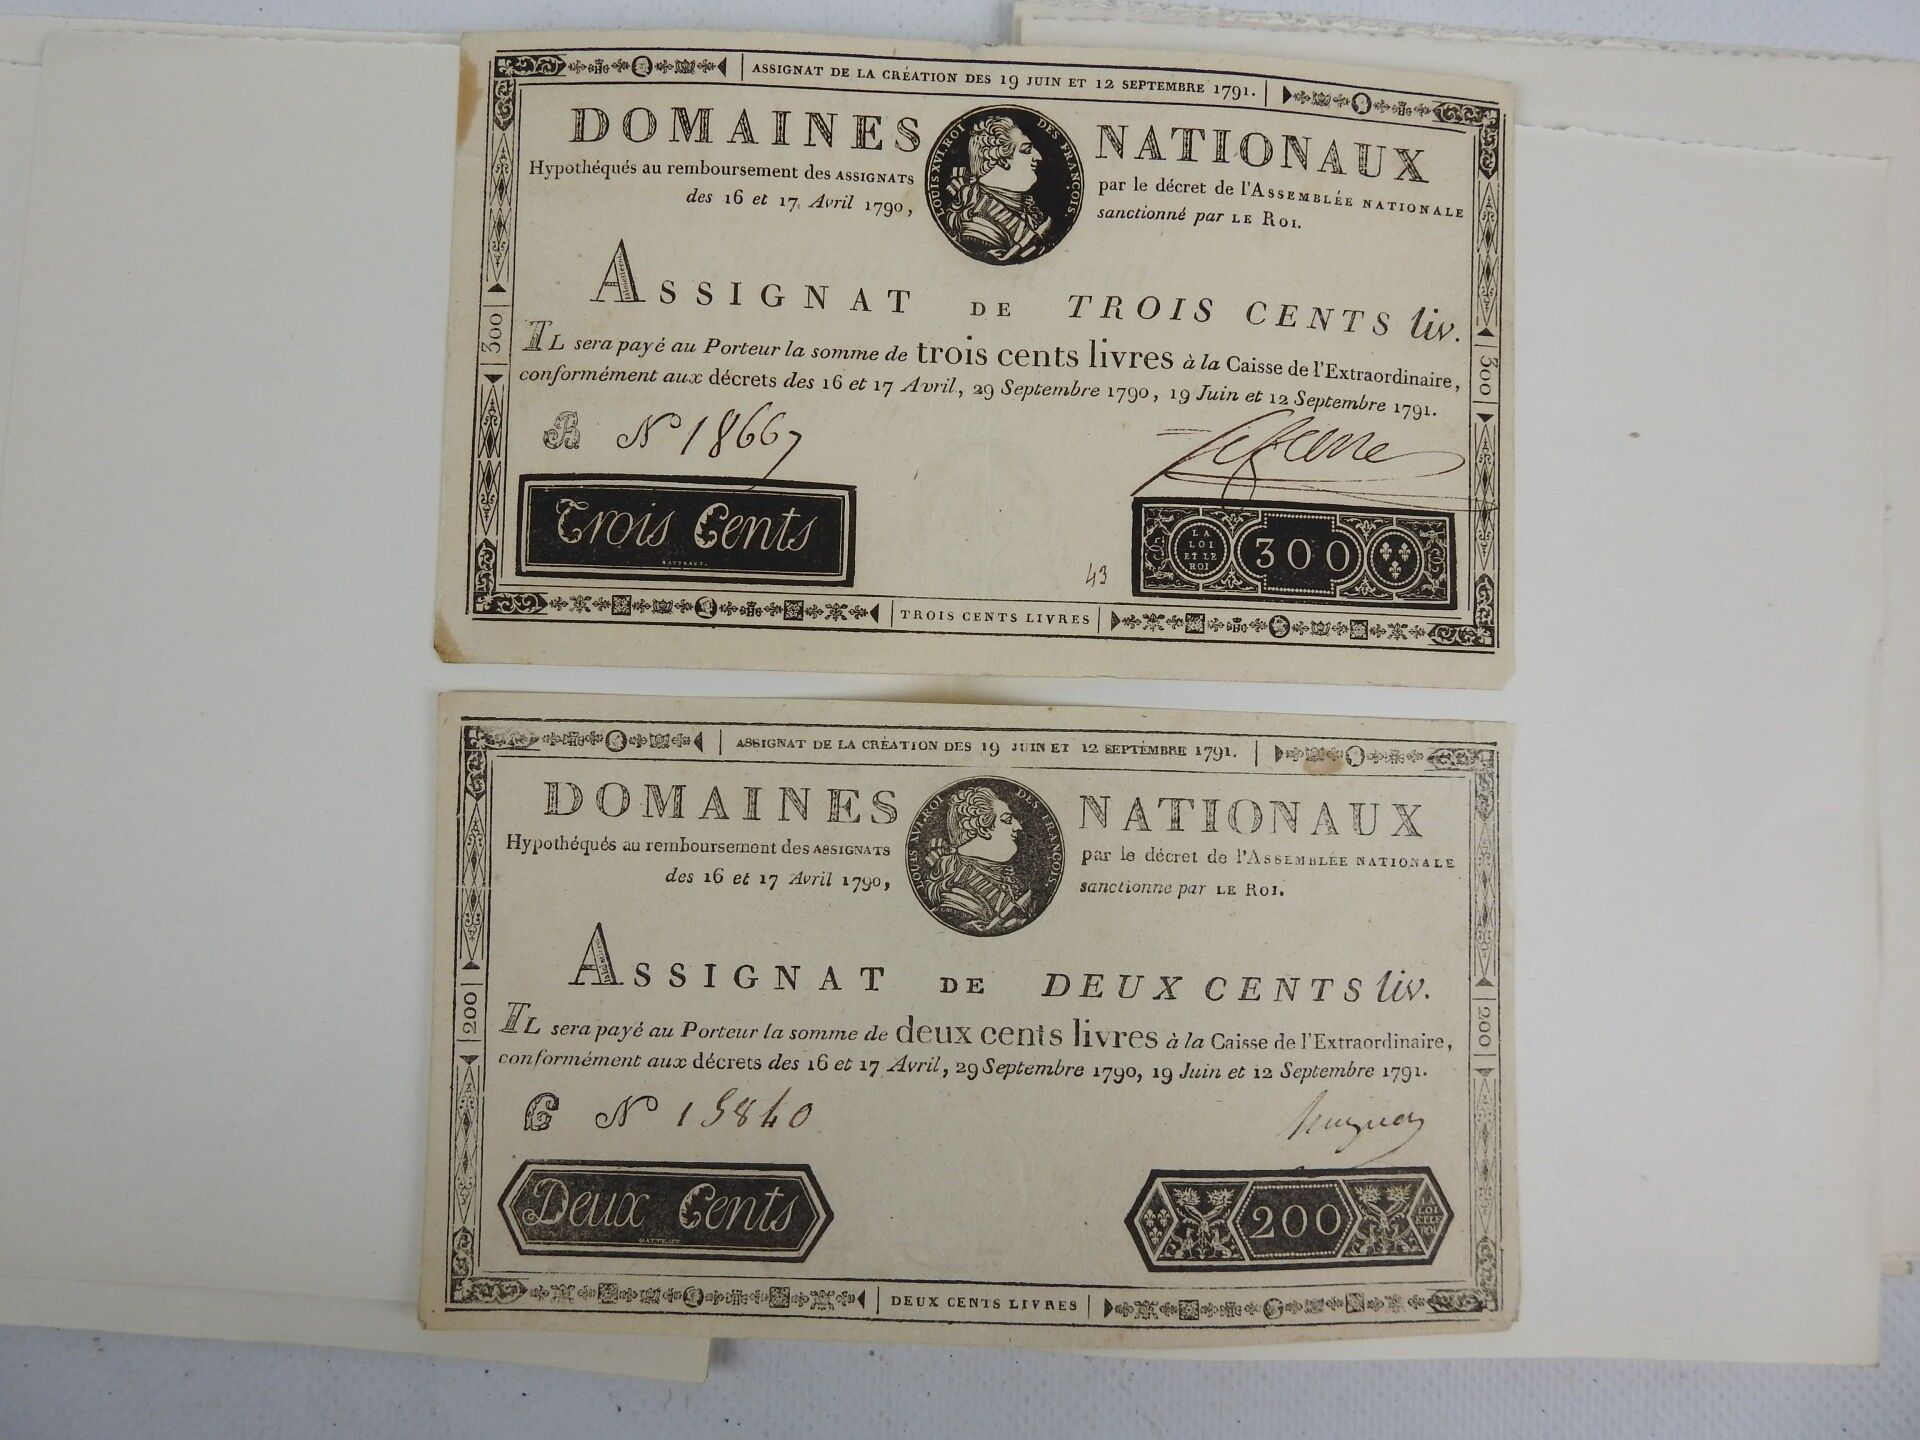 ASSIGNAT DE LA CRÉATION DES 19 JUIN ET 12 SEPTEMBRE 1791.
DOMAINES NATIONAUX
LOUIS XVI. ROI DES FRANÇOIS.
Hypothéqués au remboursement des ASSIGNATS par le décret de l'ASSEMBLÉE NATIONALE
des 16 et 17 Avril 1790, sanctionné par LE ROI.
ASSIGNAT DE TROIS CENTS liv.
IL sera payé au Porteur la somme de trois cents livres à la Caisse de l'Extraordinaire,
conformément aux décrets des 16 et 17 Avril, 29 Septembre 1790, 19 Juin et 12 Septembre 1791.
300
300
B N 18667
Trois Cents
GATTEAUX.
43
LA LOI ET LE ROI
300
TROIS CENTS LIVRES
ASSIGNAT DE LA CRÉATION DES 19 JUIN ET 12 SEPTEMBRE 1791.
DOMAINES NATIONAUX
LOUIS XVI. ROI DES FRANÇOIS.
Hypothéqués au remboursement des ASSIGNATS par le décret de l'ASSEMBLÉE NATIONALE
des 16 et 17 Avril 1790, sanctionné par LE ROI.
ASSIGNAT DE DEUX CENTS liv.
IL sera payé au Porteur la somme de deux cents livres à la Caisse de l'Extraordinaire,
conformément aux décrets des 16 et 17 Avril, 29 Septembre 1790, 19 Juin et 12 Septembre 1791.
200
200
C N 15840
Deux Cents
GATTEAUX
200
LA LOI ET LE ROI
DEUX CENTS LIVRES